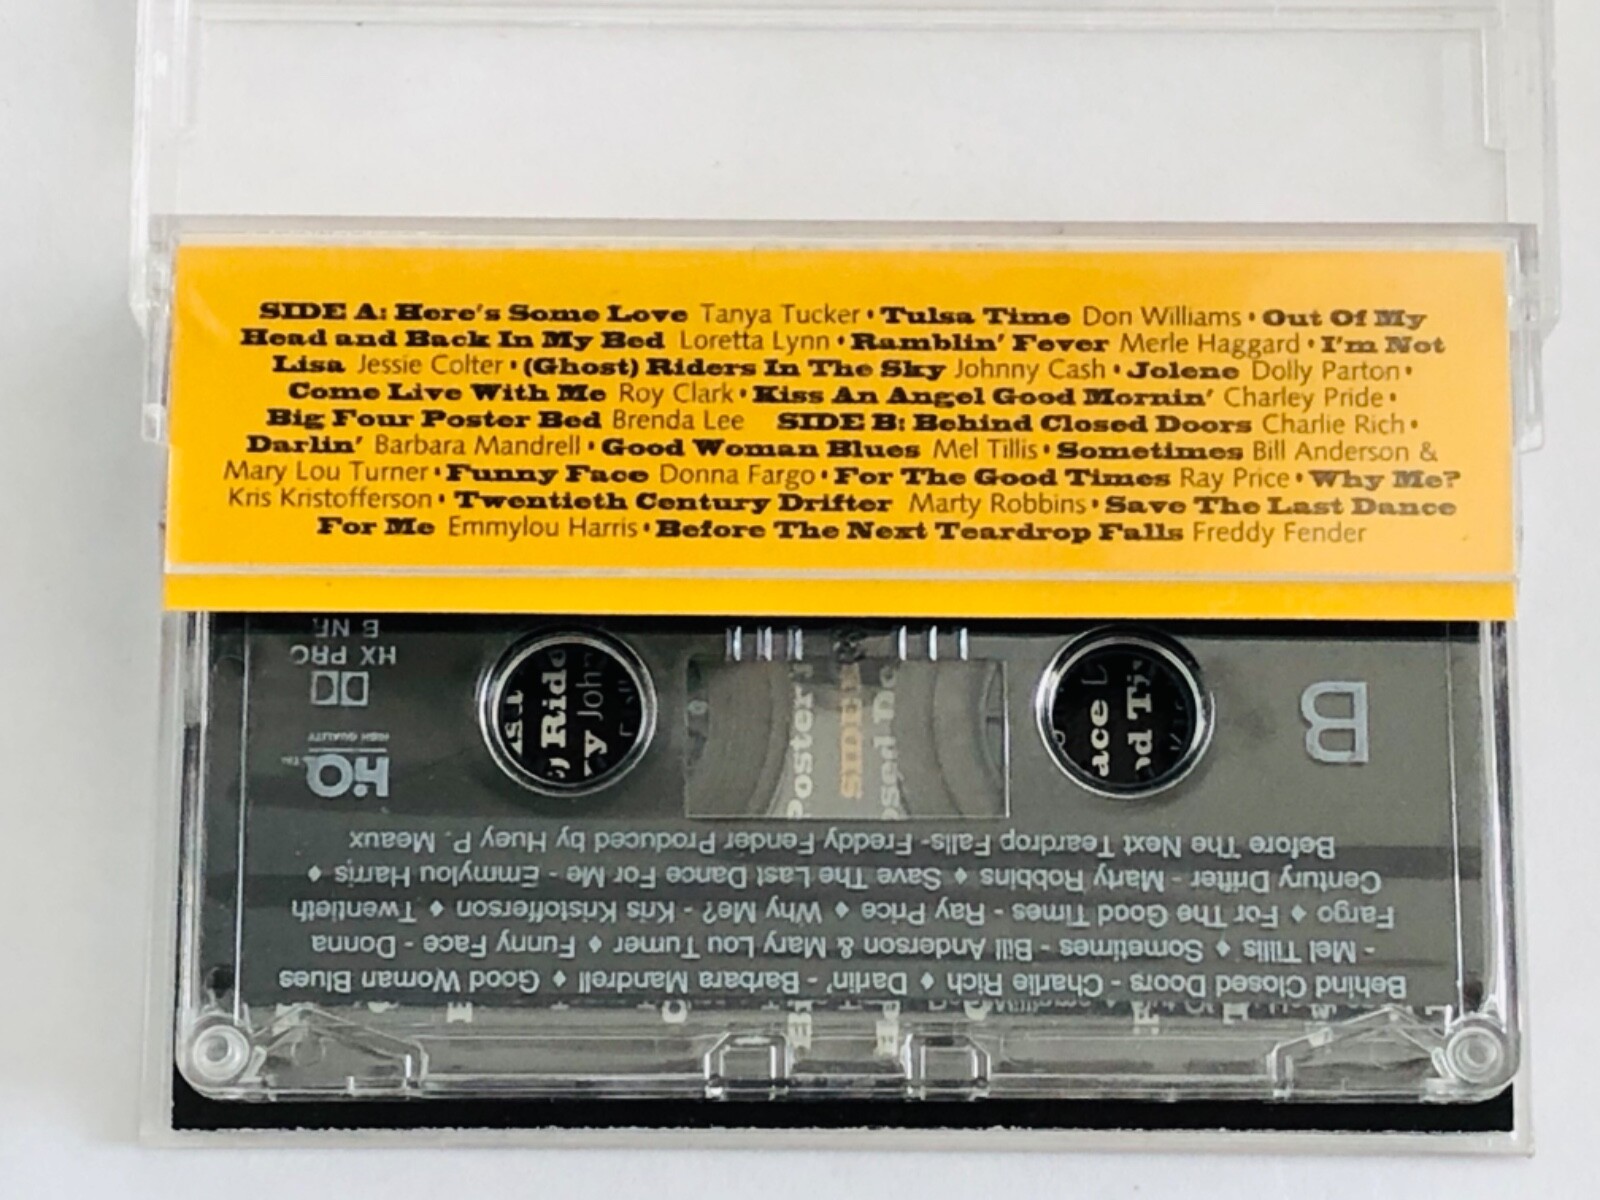 SIDE A: Here's Some Love Tanya Tucker • Tulsa Time Don Williams • Out Of My
Head and Back In My Bed Loretta Lynn • Ramblin' Fever Merle Haggard • I'm Not
Lisa Jessie Colter • (Ghost) Riders In The Sky Johnny Cash • Jolene Dolly Parton •
Come Live With Me Roy Clark • Kiss An Angel Good Mornin' Charley Pride •
Big Four Poster Bed Brenda Lee SIDE B: Behind Closed Doors Charlie Rich •
Darlin' Barbara Mandrell • Good Woman Blues Mel Tillis • Sometimes Bill Anderson &
Mary Lou Turner • Funny Face Donna Fargo • For The Good Times Ray Price • Why Me?
Kris Kristofferson • Twentieth Century Drifter Marty Robbins • Save The Last Dance
For Me Emmylou Harris • Before The Next Teardrop Falls Freddy Fender
Behind Closed Doors - Charlie Rich ♦ Darlin' - Barbara Mandrell ♦ Good Woman Blues
- Mel Tillis ♦ Sometimes - Bill Anderson & Mary Lou Turner ♦ Funny Face - Donna
Fargo ♦ For The Good Times - Ray Price ♦ Why Me? - Kris Kristofferson ♦ Twentieth
Century Drifter - Marty Robbins ♦ Save The Last Dance For Me - Emmylou Harris ♦
Before The Next Teardrop Falls - Freddy Fender Produced by Huey P. Meaux
B
HQ TM
HIGH QUALITY
HX PRO
B NR
Poster
SIDE